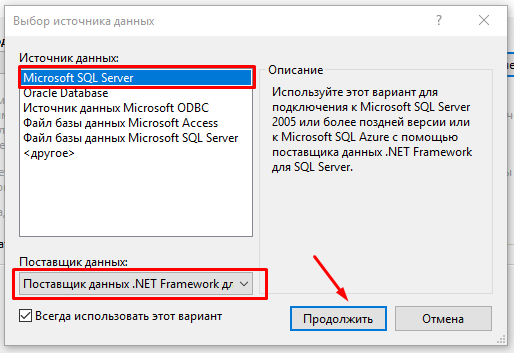 Выбор источника данных
Источник данных:
Microsoft SQL Server
Oracle Database
Источник данных Microsoft ODBC
Файл базы данных Microsoft Access
Файл базы данных Microsoft SQL Server
<другое>
Описание
Используйте этот вариант для
подключения к Microsoft SQL Server
2005 или более поздней версии или
к Microsoft SQL Azure с помощью
поставщика данных .NET Framework
для SQL Server.
Поставщик данных:
Поставщик данных .NET Framework дл
Всегда использовать этот вариант
Продолжить
Отмена